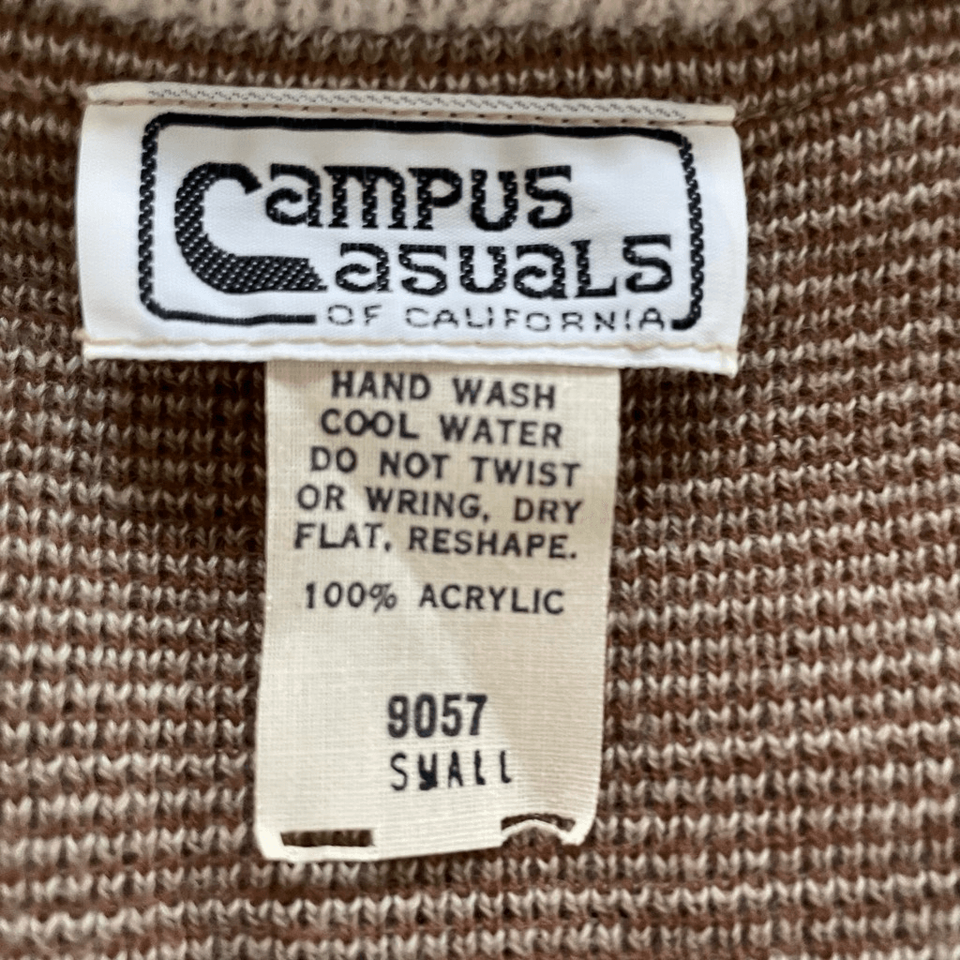 Campus
Casuals
OF CALIFORNIA
HAND WASH
COOL WATER
DO NOT TWIST
OR WRING, DRY
FLAT, RESHAPE.
100% ACRYLIC
9057
SMALL